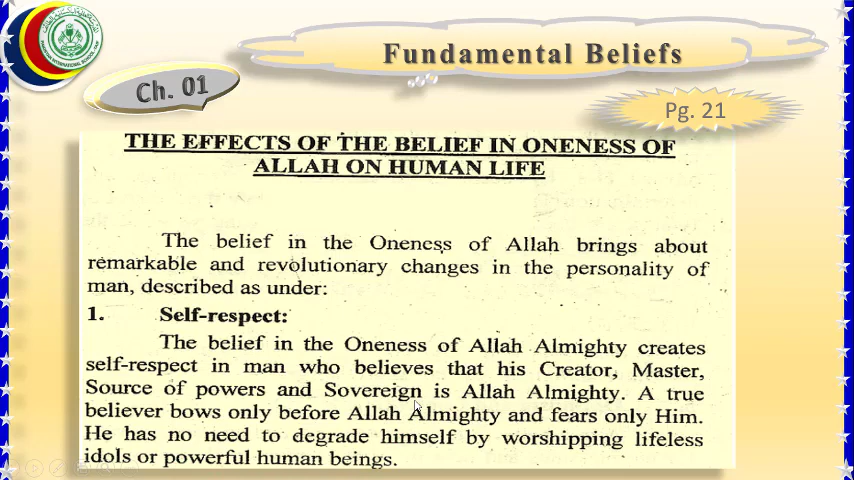 Fundamental Beliefs
Ch. 01
Pg. 21
THE EFFECTS OF THE BELIEF IN ONENESS OF
ALLAH ON HUMAN LIFE
The belief in the Oneness of Allah brings about
remarkable and revolutionary changes in the personality of
man, described as under:
1. Self-respect:
The belief in the Oneness of Allah Almighty creates
self-respect in man who believes that his Creator, Master,
Source of powers and Sovereign is Allah Almighty. A true
believer bows only before Allah Almighty and fears only Him.
He has no need to degrade himself by worshipping lifeless
idols or powerful human beings.